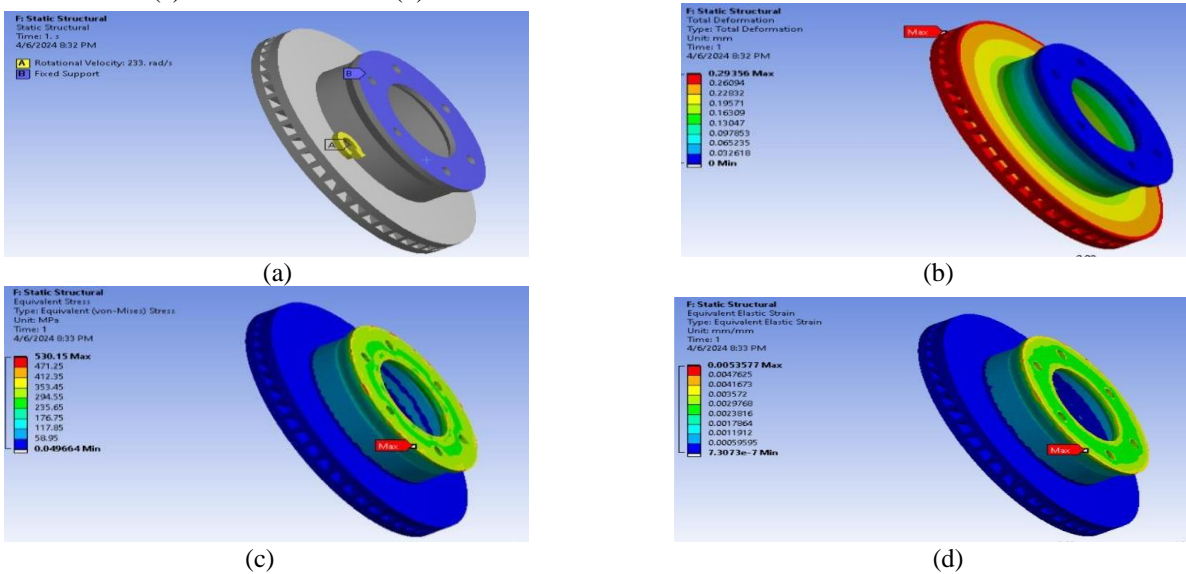 F: Static Structural
Static Structural
Time: 1. s
4/6/2024 8:32 PM
A Rotational Velocity: 233. rad/s
B Fixed Support
B
A
(a)
F: Static Structural
Total Deformation
Type: Total Deformation
Unit: mm
Time: 1
4/6/2024 8:32 PM
0.29356 Max
0.26094
0.22832
0.19571
0.16309
0.13047
0.097853
0.065235
0.032618
0 Min
Max
(b)
F: Static Structural
Equivalent Stress
Type: Equivalent (von-Mises) Stress
Unit: MPa
Time: 1
4/6/2024 8:33 PM
530.15 Max
471.25
412.35
353.45
294.55
235.65
176.75
117.85
58.95
0.049664 Min
Max
(c)
F: Static Structural
Equivalent Elastic Strain
Type: Equivalent Elastic Strain
Unit: mm/mm
Time: 1
4/6/2024 8:33 PM
0.0053577 Max
0.0047625
0.0041673
0.003572
0.0029768
0.0023816
0.0017864
0.0011912
0.00059595
7.3073e-7 Min
Max
(d)